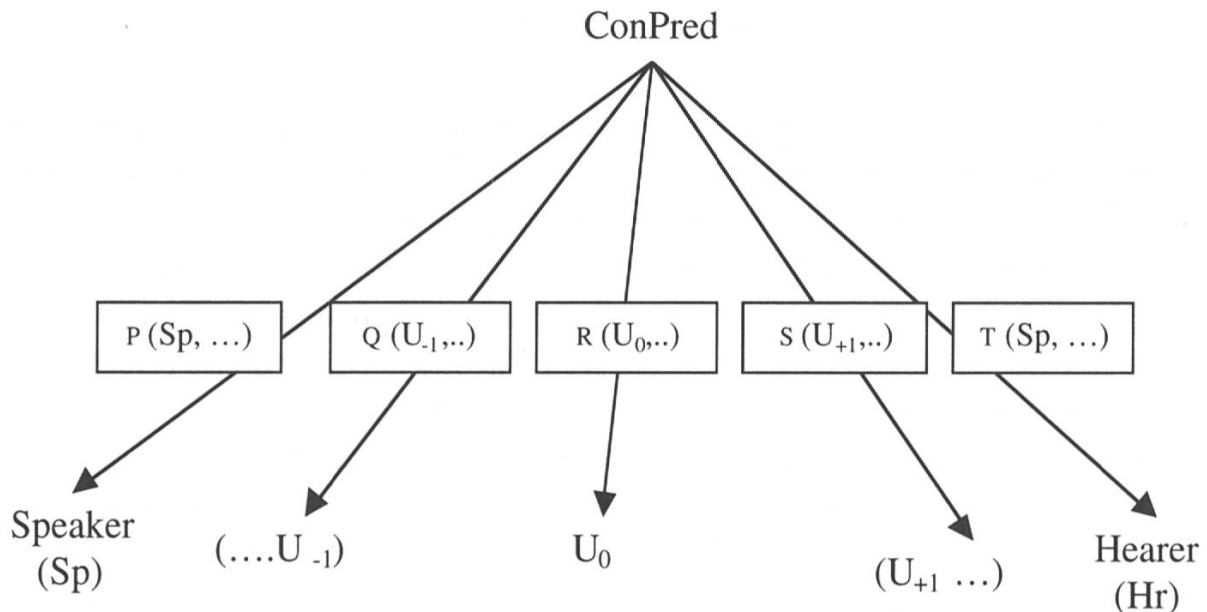 ConPred
P (Sp, …) Q (U₋₁,..) R (U₀,..) S (U₊₁,..) T (Sp, …)
Speaker (….U ₋₁) U₀ (U₊₁ …) Hearer
(Sp) (Hr)